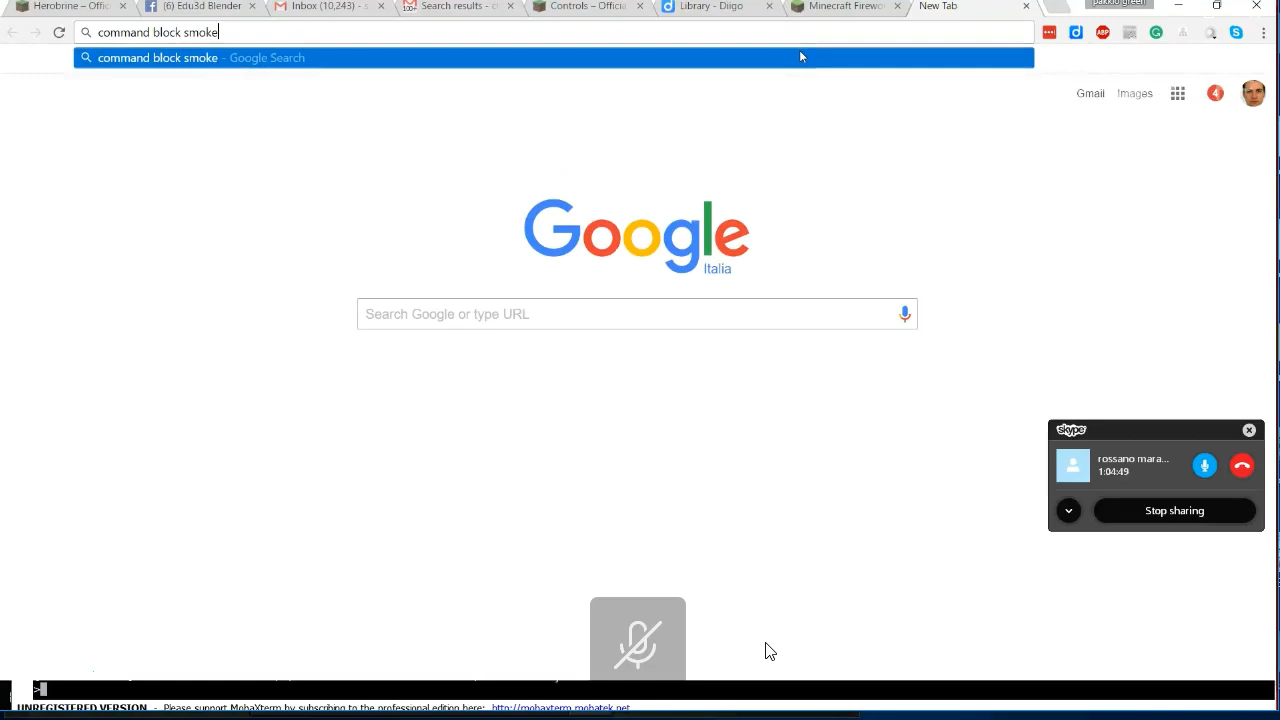 Herobrine – Offic
(6) Edu3d Blender
Inbox (10,243) - s
100+ Search results - c
Controls – Officia
Library - Diigo
Minecraft Firewo
New Tab
command block smoke
command block smoke - Google Search
ABP
Gmail
Images
4
Google
Italia
Search Google or type URL
skype
rossano mara...
1:04:49
Stop sharing
>
UNREGISTERED VERSION - Please support MobaXterm by subscribing to the professional edition here: http://mobaxterm.mobatek.net